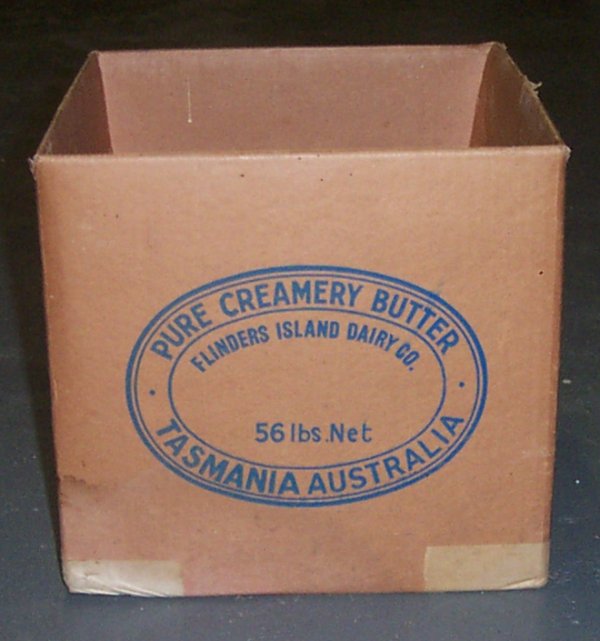 PURE CREAMERY BUTTER
FLINDERS ISLAND DAIRY CO.
56 lbs. Net
TASMANIA AUSTRALIA